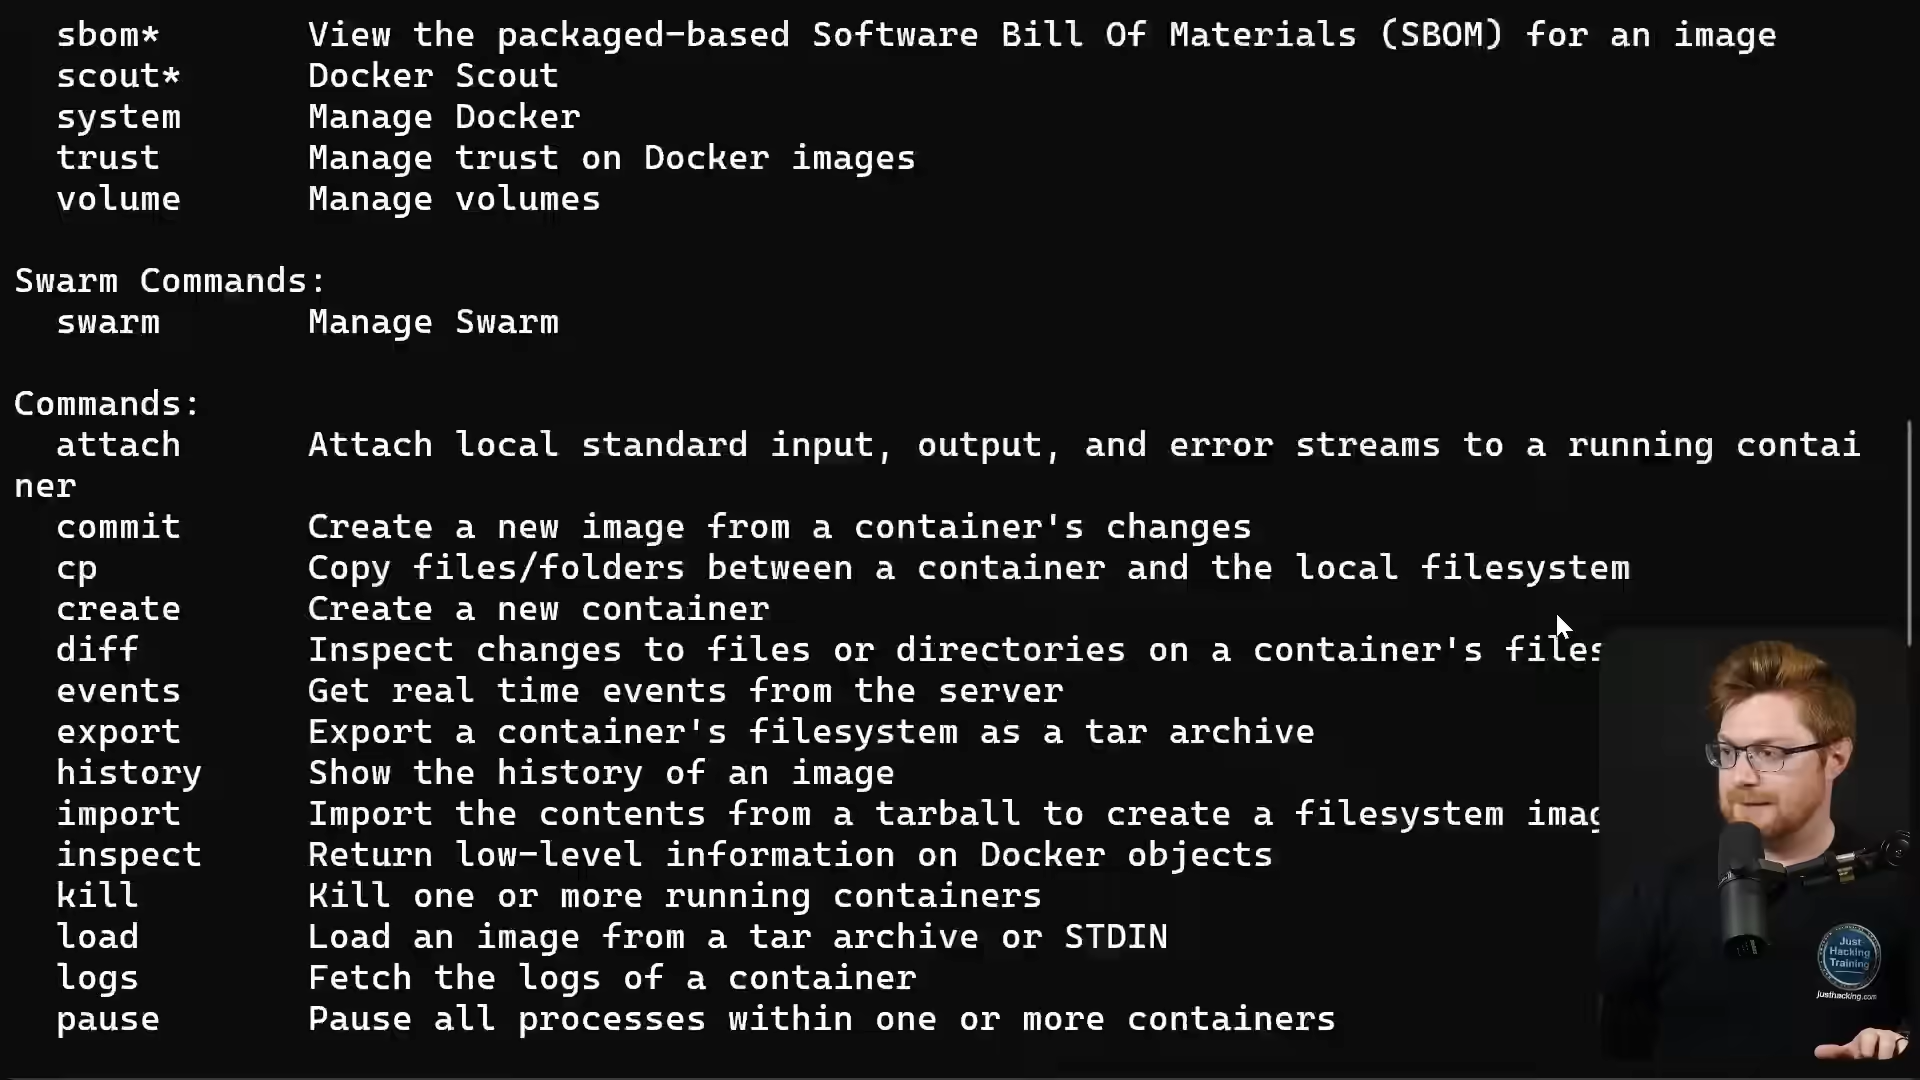 sbom* View the packaged-based Software Bill Of Materials (SBOM) for an image
scout* Docker Scout
system Manage Docker
trust Manage trust on Docker images
volume Manage volumes
Swarm Commands:
swarm Manage Swarm
Commands:
attach Attach local standard input, output, and error streams to a running contai
ner
commit Create a new image from a container's changes
cp Copy files/folders between a container and the local filesystem
create Create a new container
diff Inspect changes to files or directories on a container's files
events Get real time events from the server
export Export a container's filesystem as a tar archive
history Show the history of an image
import Import the contents from a tarball to create a filesystem imag
inspect Return low-level information on Docker objects
kill Kill one or more running containers
load Load an image from a tar archive or STDIN
logs Fetch the logs of a container
pause Pause all processes within one or more containers
Just
Hacking
Training
justhacking.com